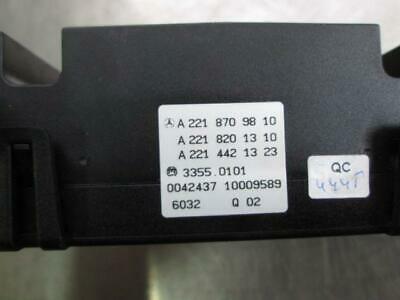 A 221 870 98 10
A 221 820 13 10
A 221 442 13 23
3355.0101
0042437 10009589
6032 Q 02
QC